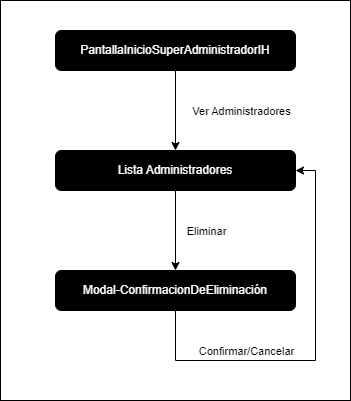 PantallaInicioSuperAdministradorIH
Ver Administradores
Lista Administradores
Eliminar
Modal-ConfirmacionDeEliminación
Confirmar/Cancelar